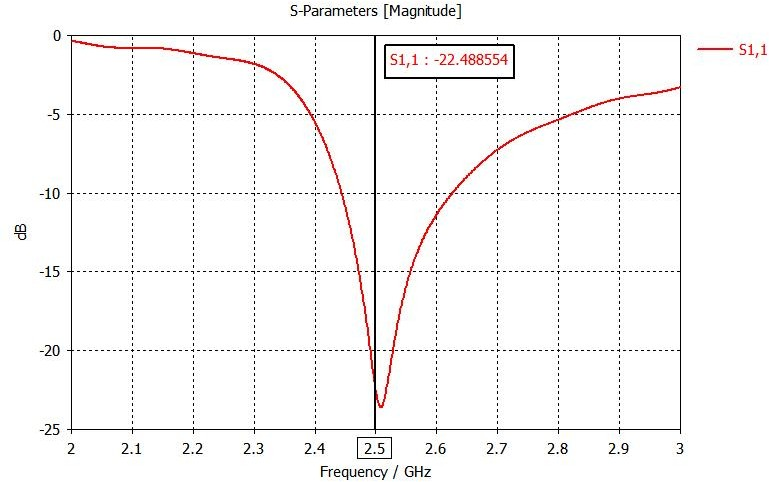 S-Parameters [Magnitude]
0
-5
-10
-15
-20
-25
dB
S1,1 : -22.488554
S1,1
2 2.1 2.2 2.3 2.4 2.5 2.6 2.7 2.8 2.9 3
Frequency / GHz